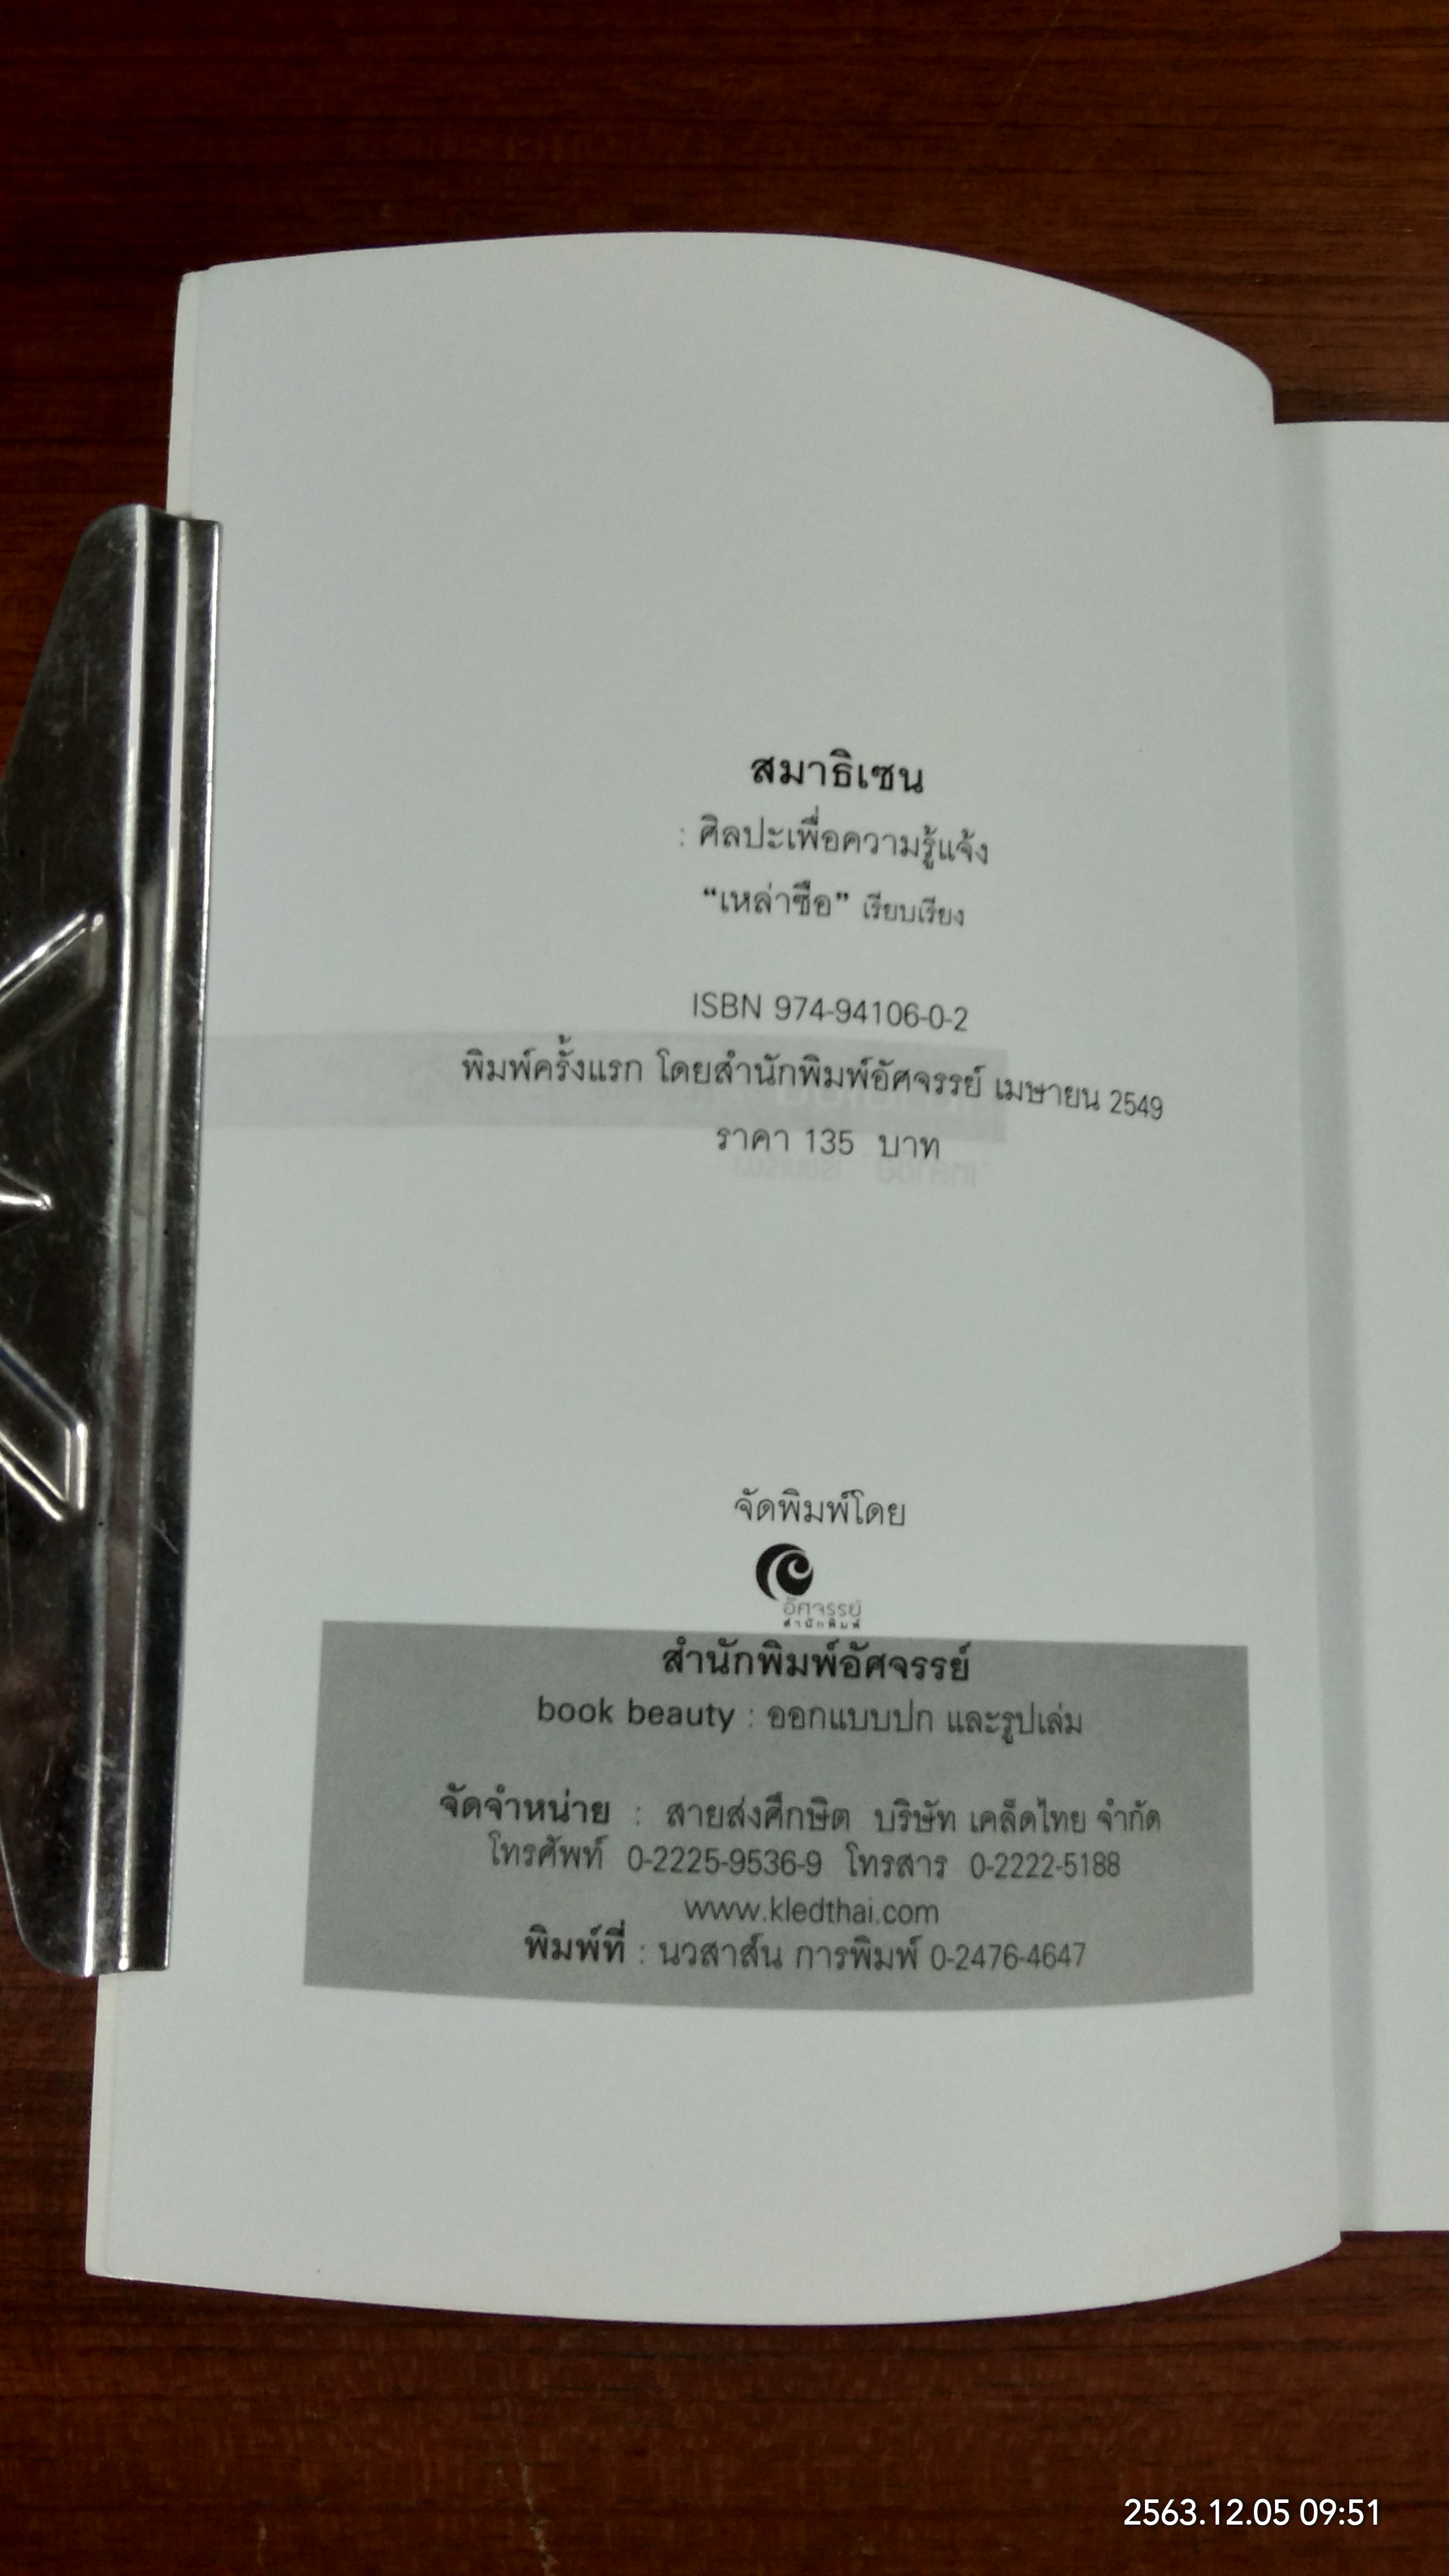 สมาธิเซน
: ศิลปะเพื่อความรู้แจ้ง
“เหล่าซือ” เรียบเรียง
ISBN 974-94106-0-2
พิมพ์ครั้งแรก โดยสำนักพิมพ์อัศจรรย์ เมษายน 2549
ราคา 135 บาท
จัดพิมพ์โดย
อัศจรรย์
สำนักพิมพ์
สำนักพิมพ์อัศจรรย์
book beauty : ออกแบบปก และรูปเล่ม
จัดจำหน่าย : สายส่งศึกษิต บริษัท เคล็ดไทย จำกัด
โทรศัพท์ 0-2225-9536-9 โทรสาร 0-2222-5188
www.kledthai.com
พิมพ์ที่ : นวสาส์น การพิมพ์ 0-2476-4647
2563.12.05 09:51